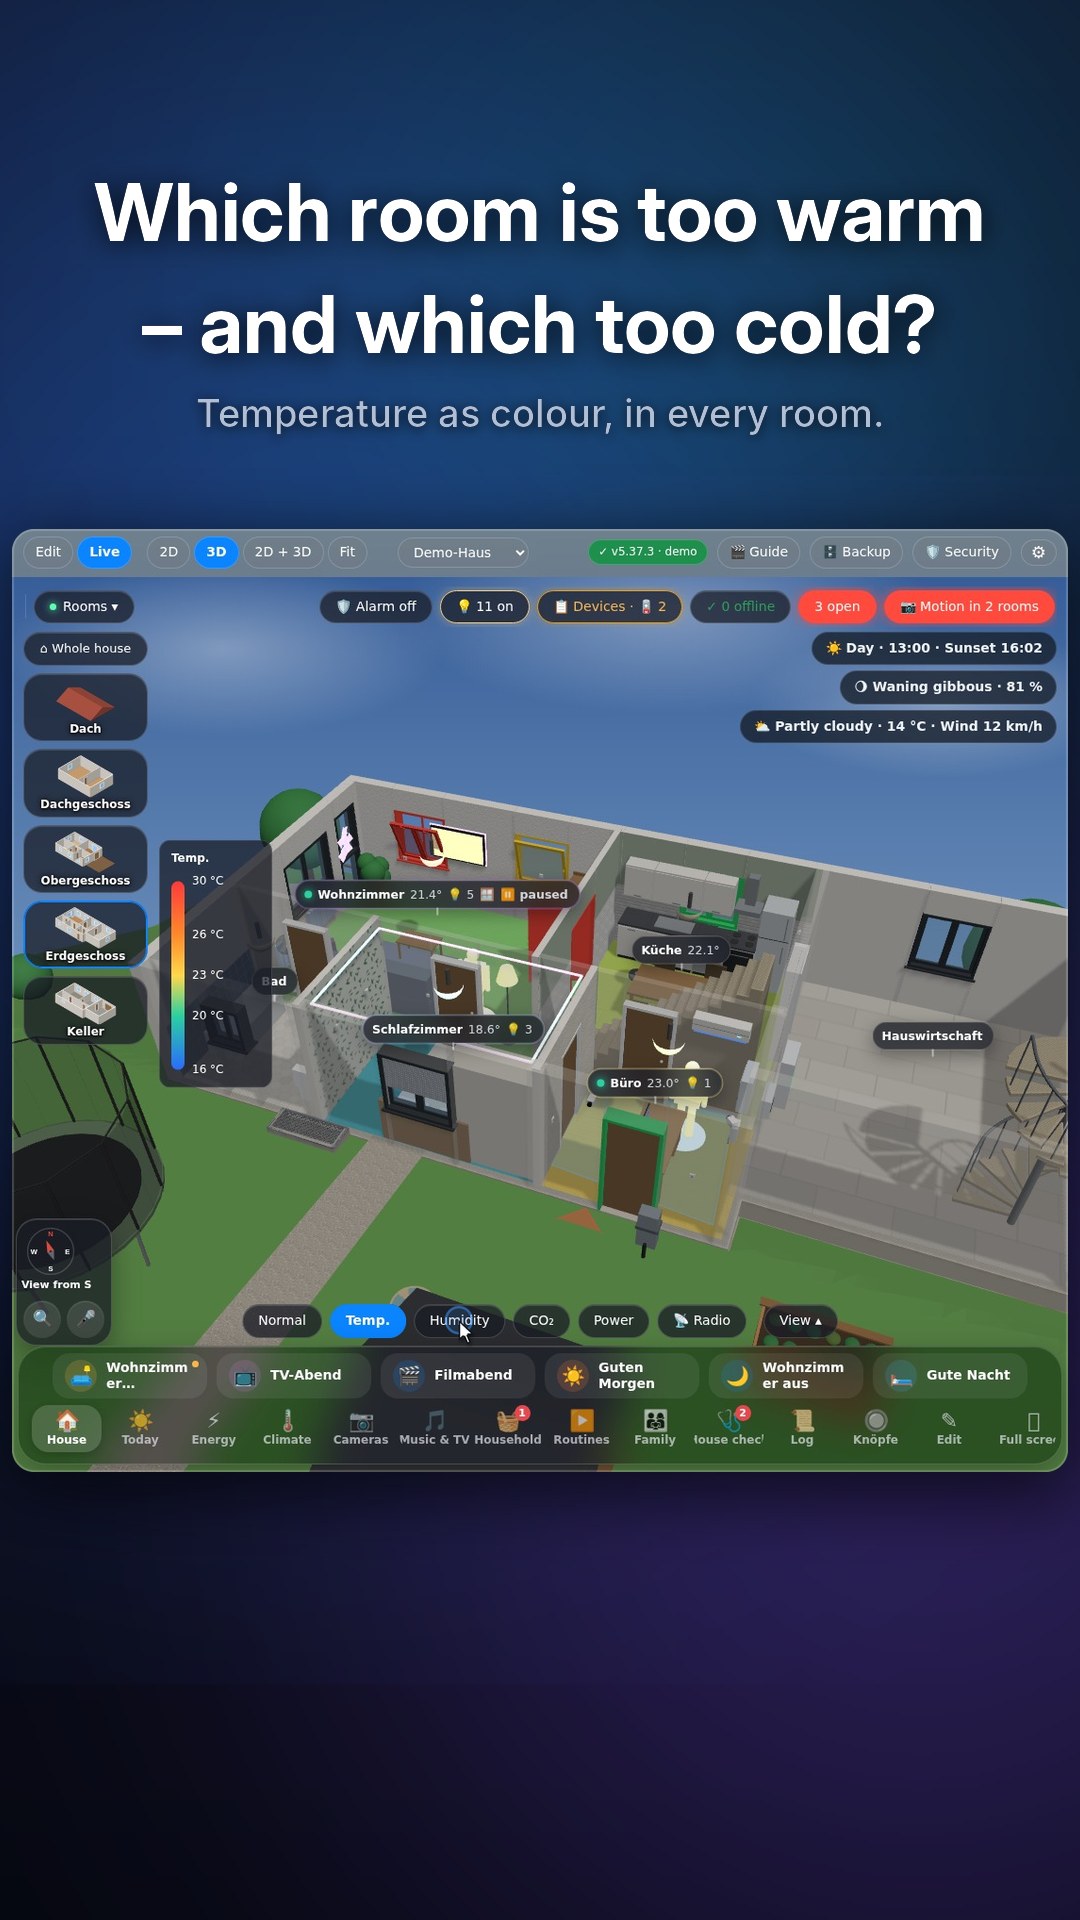 Which room is too warm
– and which too cold?
Temperature as colour, in every room.
Edit Live 2D 3D 2D + 3D Fit Demo-Haus ✓ v5.37.3 · demo Guide Backup Security
Rooms ▾ Alarm off 11 on Devices · 2 ✓ 0 offline 3 open Motion in 2 rooms
⌂ Whole house
Day · 13:00 · Sunset 16:02
Waning gibbous · 81 %
Partly cloudy · 14 °C · Wind 12 km/h
Dach
Dachgeschoss
Obergeschoss
Erdgeschoss
Keller
Temp.
30 °C
26 °C
23 °C
20 °C
16 °C
Wohnzimmer 21.4° 5 paused
Küche 22.1°
Bad
Schlafzimmer 18.6° 3
Hauswirtschaft
Büro 23.0° 1
N
W E
S
View from S
Normal Temp. Humidity CO₂ Power Radio View ▴
Wohnzimm
er...
TV-Abend
Filmabend
Guten
Morgen
Wohnzimm
er aus
Gute Nacht
1 2
House Today Energy Climate Cameras Music & TV Household Routines Family House check Log Knöpfe Edit Full scre